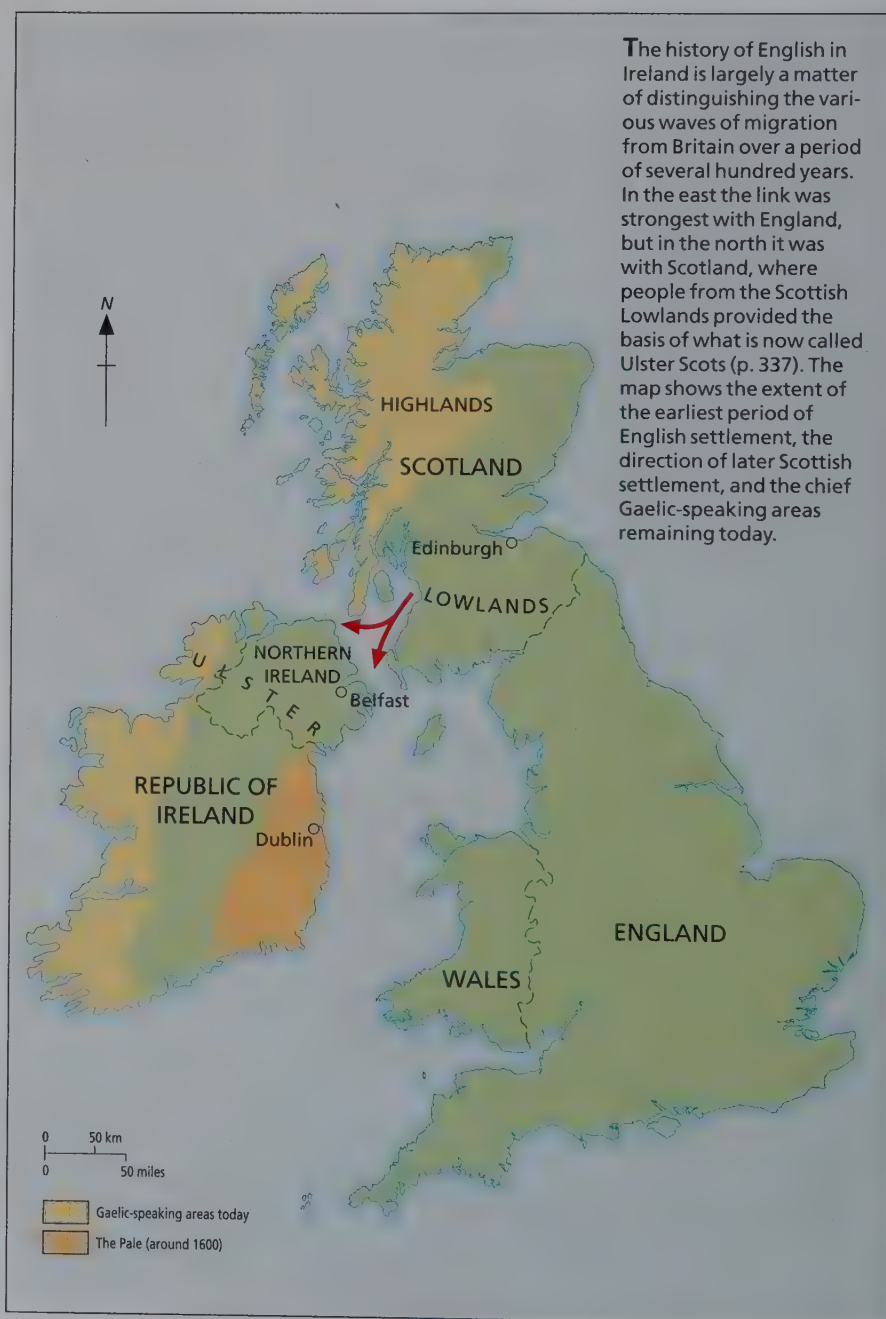 The history of English in
Ireland is largely a matter
of distinguishing the vari-
ous waves of migration
from Britain over a period
of several hundred years.
In the east the link was
strongest with England,
but in the north it was
with Scotland, where
people from the Scottish
Lowlands provided the
basis of what is now called
Ulster Scots (p. 337). The
map shows the extent of
the earliest period of
English settlement, the
direction of later Scottish
settlement, and the chief
Gaelic-speaking areas
remaining today.
N
HIGHLANDS
SCOTLAND
Edinburgh
LOWLANDS
NORTHERN
IRELAND
UKSTER
Belfast
REPUBLIC OF
IRELAND
Dublin
ENGLAND
WALES
0 50 km
0 50 miles
Gaelic-speaking areas today
The Pale (around 1600)